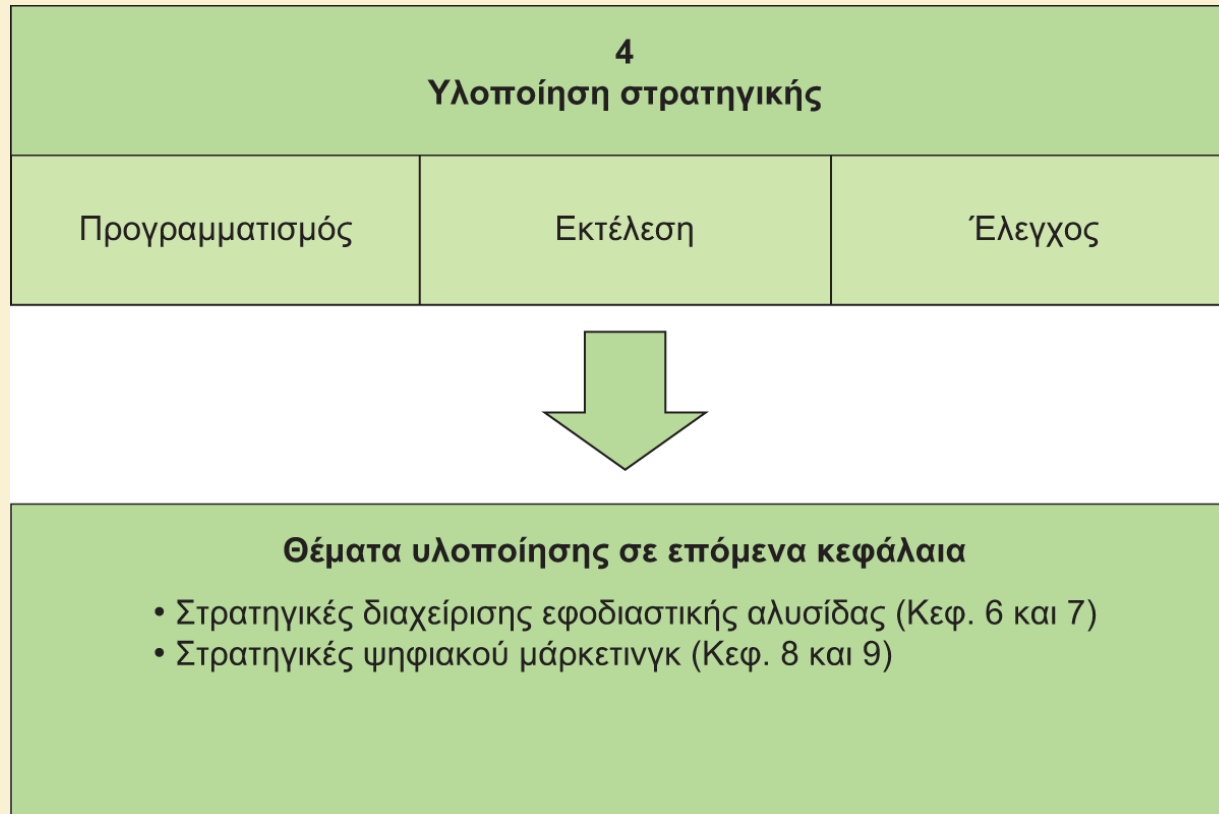 4
Υλοποίηση στρατηγικής
Προγραμματισμός
Εκτέλεση
Έλεγχος
Θέματα υλοποίησης σε επόμενα κεφάλαια
• Στρατηγικές διαχείρισης εφοδιαστικής αλυσίδας (Κεφ. 6 και 7)
• Στρατηγικές ψηφιακού μάρκετινγκ (Κεφ. 8 και 9)